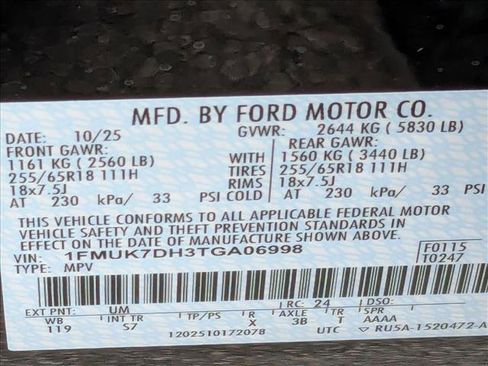 MFD. BY FORD MOTOR CO.
DATE: 10/25 GVWR: 2644 KG ( 5830 LB)
FRONT GAWR: REAR GAWR:
1161 KG ( 2560 LB) WITH 1560 KG ( 3440 LB)
255/65R18 111H TIRES 255/65R18 111H
18x7.5J RIMS 18x7.5J
AT 230 kPa/ 33 PSI COLD AT 230 kPa/ 33 PSI
THIS VEHICLE CONFORMS TO ALL APPLICABLE FEDERAL MOTOR
VEHICLE SAFETY AND THEFT PREVENTION STANDARDS IN
EFFECT ON THE DATE OF MANUFACTURE SHOWN ABOVE.
VIN: 1FMUK7DH3TGA06998 F0115
TYPE: MPV T0247
EXT PNT: UM RC: 24 DSO:
WB INT TR TP/PS R AXLE TR SPR
119 S7 X 3B T AAAA
1202510172078 UTC ▽ RU5A-1520472-A